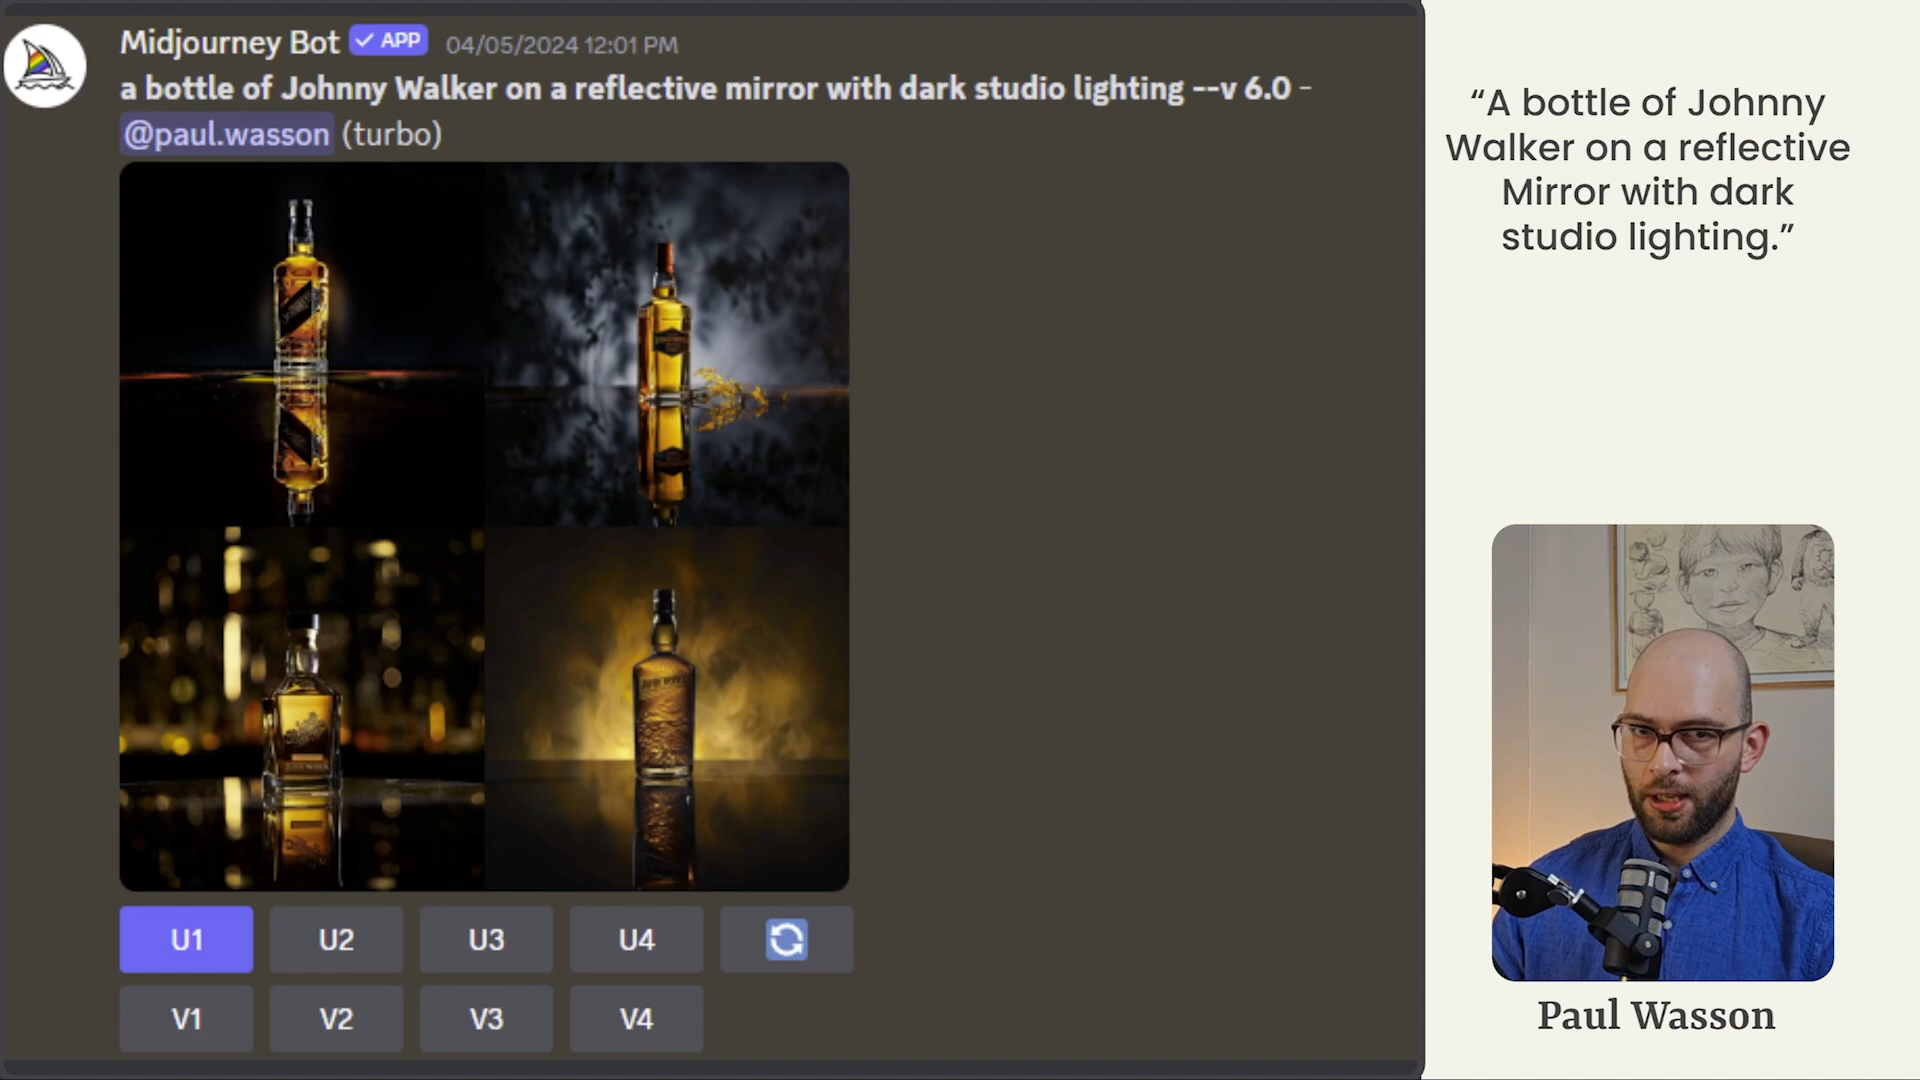 Midjourney Bot ✓ APP 04/05/2024 12:01 PM
a bottle of Johnny Walker on a reflective mirror with dark studio lighting --v 6.0 -
@paul.wasson (turbo)
U1 U2 U3 U4
V1 V2 V3 V4
“A bottle of Johnny
Walker on a reflective
Mirror with dark
studio lighting.”
Paul Wasson